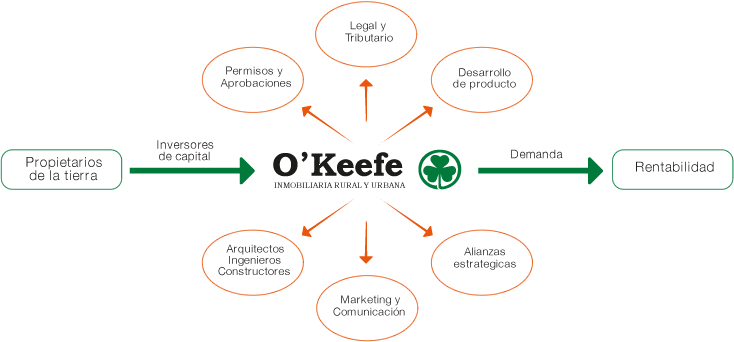 Legal y
Tributario
Permisos y
Aprobaciones
Desarrollo
de producto
Propietarios
de la tierra
Inversores
de capital
O’Keefe
INMOBILIARIA RURAL Y URBANA
Demanda
Rentabilidad
Arquitectos
Ingenieros
Constructores
Alianzas
estrategicas
Marketing y
Comunicación